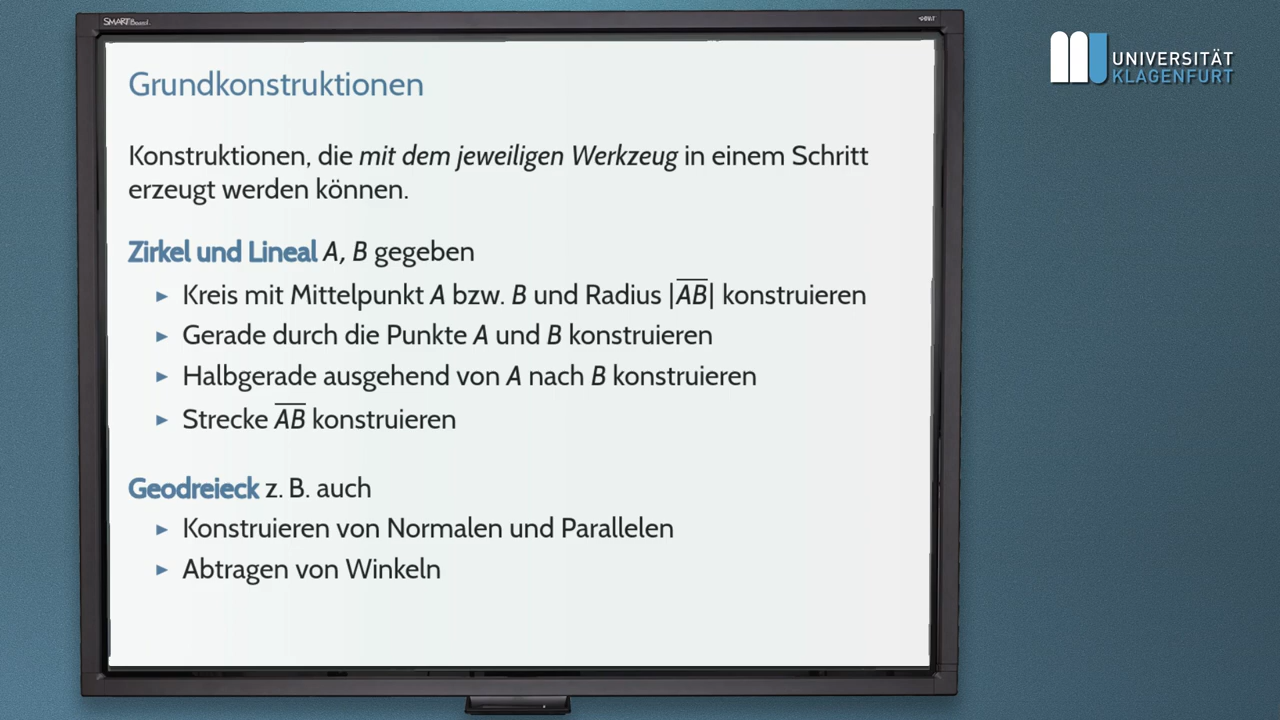 SMART Board
UNIVERSITÄT
KLAGENFURT
Grundkonstruktionen
Konstruktionen, die mit dem jeweiligen Werkzeug in einem Schritt
erzeugt werden können.
Zirkel und Lineal A, B gegeben
► Kreis mit Mittelpunkt A bzw. B und Radius |A̅B̅| konstruieren
► Gerade durch die Punkte A und B konstruieren
► Halbgerade ausgehend von A nach B konstruieren
► Strecke A̅B̅ konstruieren
Geodreieck z. B. auch
► Konstruieren von Normalen und Parallelen
► Abtragen von Winkeln